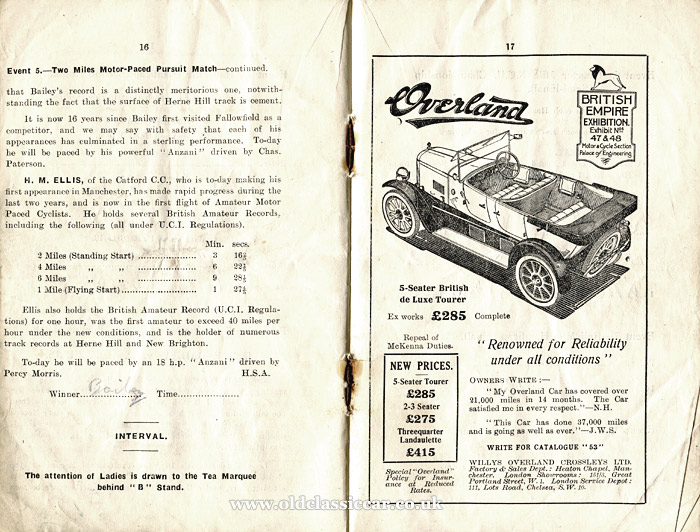 16
Event 5.—Two Miles Motor-Paced Pursuit Match—continued.
that Bailey's record is a distinctly meritorious one, notwith-
standing the fact that the surface of Herne Hill track is cement.
It is now 16 years since Bailey first visited Fallowfield as a
competitor, and we may say with safety that each of his
appearances has culminated in a sterling performance. To-day
he will be paced by his powerful "Anzani" driven by Chas.
Paterson.
H. M. ELLIS, of the Catford C.C., who is to-day making his
first appearance in Manchester, has made rapid progress during the
last two years, and is now in the first flight of Amateur Motor
Paced Cyclists. He holds several British Amateur Records,
including the following (all under U.C.I. Regulations).
Min. secs.
2 Miles (Standing Start) ........................ 3 16
4 Miles ,, ,, ........................ 6 22
6 Miles ,, ,, ........................ 9 28
1 Mile (Flying Start) ........................ 1 27
Ellis also holds the British Amateur Record (U.C.I. Regula-
tions) for one hour, was the first amateur to exceed 40 miles per
hour under the new conditions, and is the holder of numerous
track records at Herne Hill and New Brighton.
To-day he will be paced by an 18 h.p. "Anzani" driven by
Percy Morris. H.S.A.
Winner Bailey Time
INTERVAL.
The attention of Ladies is drawn to the Tea Marquee
behind "B" Stand.
17
Overland
BRITISH
EMPIRE
EXHIBITION.
Exhibit Nos
47 & 48
Motor & Cycle Section
Palace of Engineering
5-Seater British
de Luxe Tourer
Ex works £285 Complete
Repeal of
McKenna Duties.
NEW PRICES.
5-Seater Tourer
£285
2-3 Seater
£275
Threequarter
Landaulette
£415
Special "Overland"
Policy for Insur-
ance at Reduced
Rates.
"Renowned for Reliability
under all conditions"
OWNERS WRITE :—
"My Overland Car has covered over
21,000 miles in 14 months. The Car
satisfied me in every respect."—N.H.
"This Car has done 37,000 miles
and is going as well as ever."—J.W.S.
WRITE FOR CATALOGUE "53"
WILLYS OVERLAND CROSSLEYS LTD.
Factory & Sales Dept.: Heaton Chapel, Man-
chester. London Showrooms: 151/3, Great
Portland Street, W. 1. London Service Depot:
111, Lots Road, Chelsea, S.W. 10.
www.oldclassiccar.co.uk